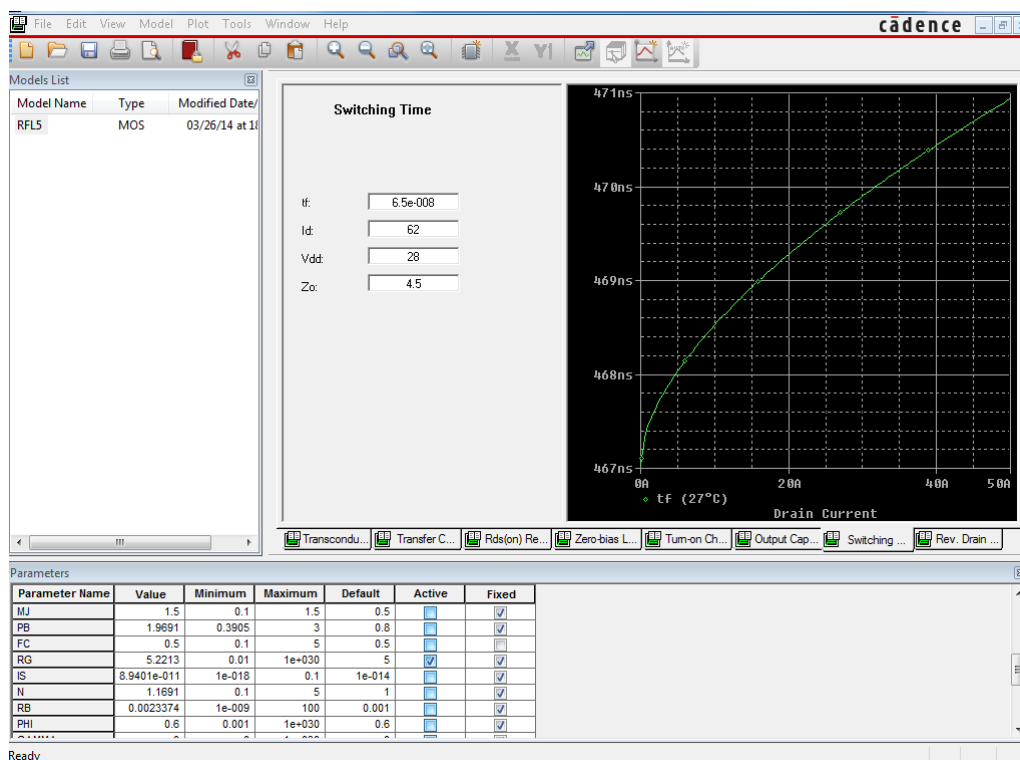 File Edit View Model Plot Tools Window Help cādence
Models List
Model Name Type Modified Date/
RFL5 MOS 03/26/14 at 18
Switching Time
tf: 6.5e-008
Id: 62
Vdd: 28
Zo: 4.5
471ns
470ns
469ns
468ns
467ns
0A 20A 40A 50A
tf (27°C)
Drain Current
Transcondu... Transfer C... Rds(on) Re... Zero-bias L... Turn-on Ch... Output Cap... Switching ... Rev. Drain ...
Parameters
Parameter Name Value Minimum Maximum Default Active Fixed
MJ 1.5 0.1 1.5 0.5
PB 1.9691 0.3905 3 0.8
FC 0.5 0.1 5 0.5
RG 5.2213 0.01 1e+030 5
IS 8.9401e-011 1e-018 0.1 1e-014
N 1.1691 0.1 5 1
RB 0.0023374 1e-009 100 0.001
PHI 0.6 0.001 1e+030 0.6
Ready